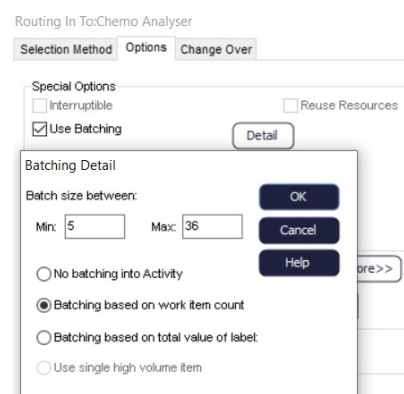 Routing In To:Chemo Analyser
Selection Method Options Change Over
Special Options
Interruptible Reuse Resources
Use Batching Detail
Batching Detail
Batch size between: OK
Min: 5 Max: 36 Cancel
Help
No batching into Activity
Batching based on work item count
Batching based on total value of label:
Use single high volume item